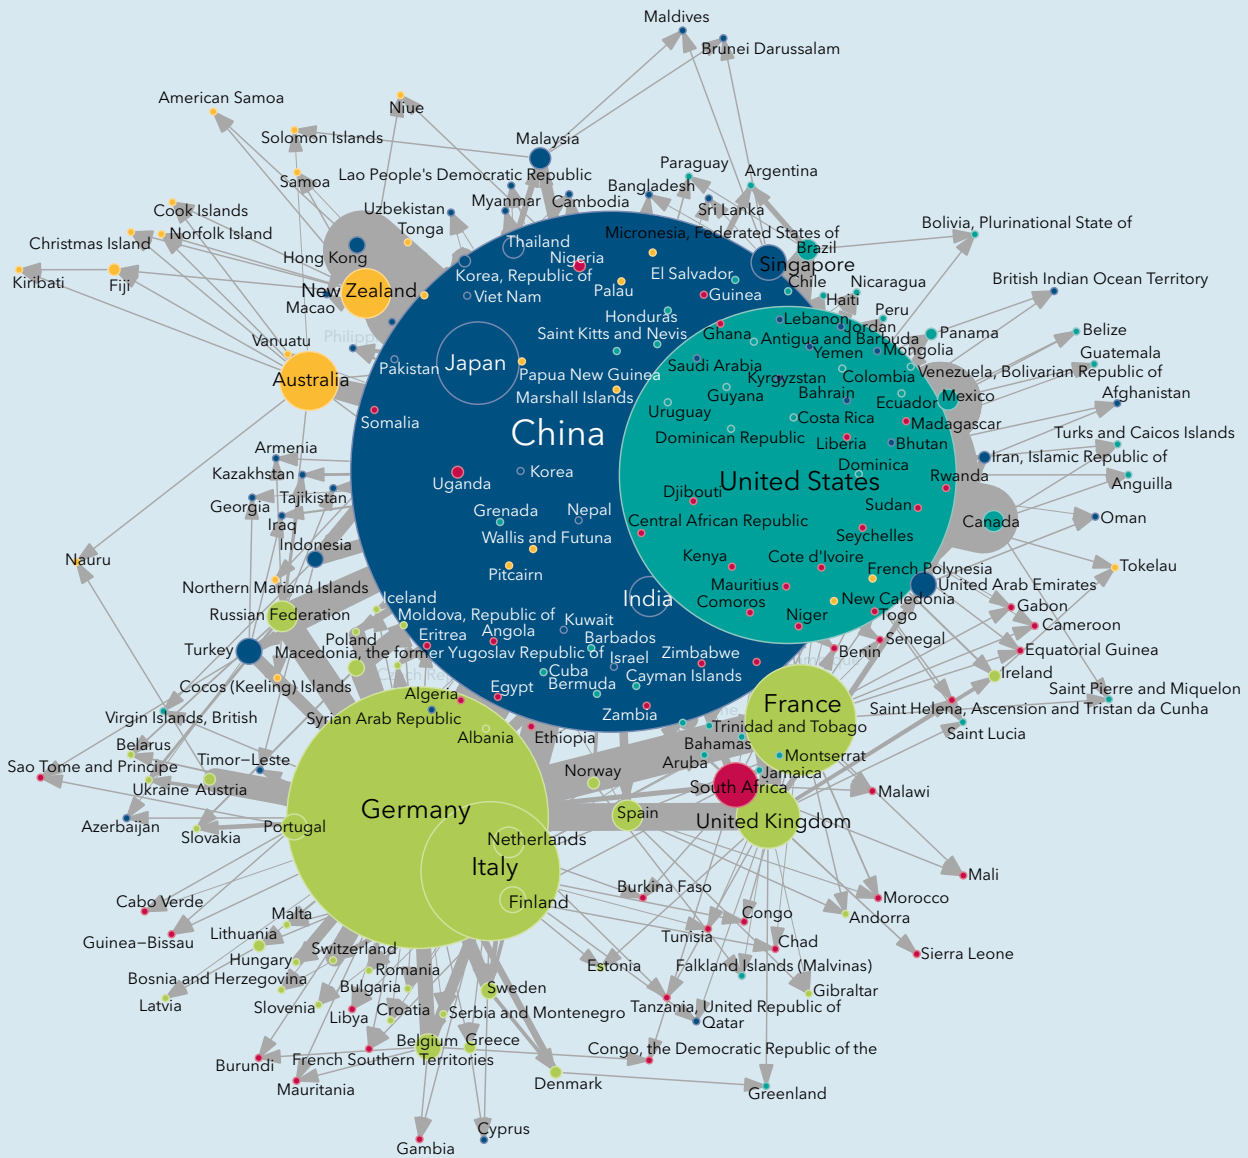 Maldives
Brunei Darussalam
American Samoa
Niue
Solomon Islands
Malaysia
Samoa
Lao People's Democratic Republic
Paraguay
Argentina
Bangladesh
Uzbekistan
Myanmar
Cambodia
Sri Lanka
Cook Islands
Tonga
Norfolk Island
Micronesia, Federated States of
Bolivia, Plurinational State of
Christmas Island
Hong Kong
Thailand
Nigeria
Brazil
Singapore
Kiribati
Fiji
New Zealand
Korea, Republic of
El Salvador
Chile
Nicaragua
British Indian Ocean Territory
Macao
Viet Nam
Palau
Guinea
Haiti
Honduras
Peru
Lebanon
Jordan
Philipp
Saint Kitts and Nevis
Ghana
Antigua and Barbuda
Panama
Belize
Vanuatu
Pakistan
Japan
Yemen
Mongolia
Guatemala
Australia
Papua New Guinea
Saudi Arabia
Kyrgyzstan
Colombia
Venezuela, Bolivarian Republic of
Marshall Islands
Guyana
Bahrain
Ecuador
Mexico
Afghanistan
Somalia
Uruguay
Costa Rica
Madagascar
China
Dominican Republic
Liberia
Bhutan
Turks and Caicos Islands
Armenia
Iran, Islamic Republic of
Kazakhstan
Korea
Dominica
Rwanda
Anguilla
Uganda
United States
Tajikistan
Djibouti
Georgia
Grenada
Nepal
Sudan
Iraq
Central African Republic
Canada
Oman
Wallis and Futuna
Seychelles
Indonesia
Nauru
Pitcairn
Kenya
Cote d'Ivoire
French Polynesia
Tokelau
Northern Mariana Islands
India
Mauritius
United Arab Emirates
Iceland
Comoros
New Caledonia
Gabon
Russian Federation
Moldova, Republic of
Kuwait
Niger
Togo
Cameroon
Poland
Eritrea
Angola
Barbados
Senegal
Turkey
Macedonia, the former Yugoslav Republic of
Israel
Zimbabwe
Benin
Equatorial Guinea
Cuba
Cayman Islands
Ireland
Cocos (Keeling) Islands
Algeria
Egypt
Bermuda
Saint Pierre and Miquelon
Virgin Islands, British
Syrian Arab Republic
Zambia
France
Saint Helena, Ascension and Tristan da Cunha
Albania
Ethiopia
Trinidad and Tobago
Saint Lucia
Belarus
Bahamas
Timor−Leste
Aruba
Montserrat
Sao Tome and Principe
Norway
Jamaica
Ukraine
Austria
South Africa
Malawi
Germany
Spain
Azerbaijan
Slovakia
Portugal
United Kingdom
Netherlands
Italy
Mali
Burkina Faso
Cabo Verde
Finland
Morocco
Malta
Congo
Andorra
Lithuania
Guinea−Bissau
Tunisia
Chad
Switzerland
Sierra Leone
Hungary
Romania
Estonia
Falkland Islands (Malvinas)
Bosnia and Herzegovina
Bulgaria
Sweden
Gibraltar
Latvia
Slovenia
Libya
Croatia
Serbia and Montenegro
Tanzania, United Republic of
Qatar
Belgium
Greece
Congo, the Democratic Republic of the
Burundi
French Southern Territories
Mauritania
Denmark
Greenland
Cyprus
Gambia